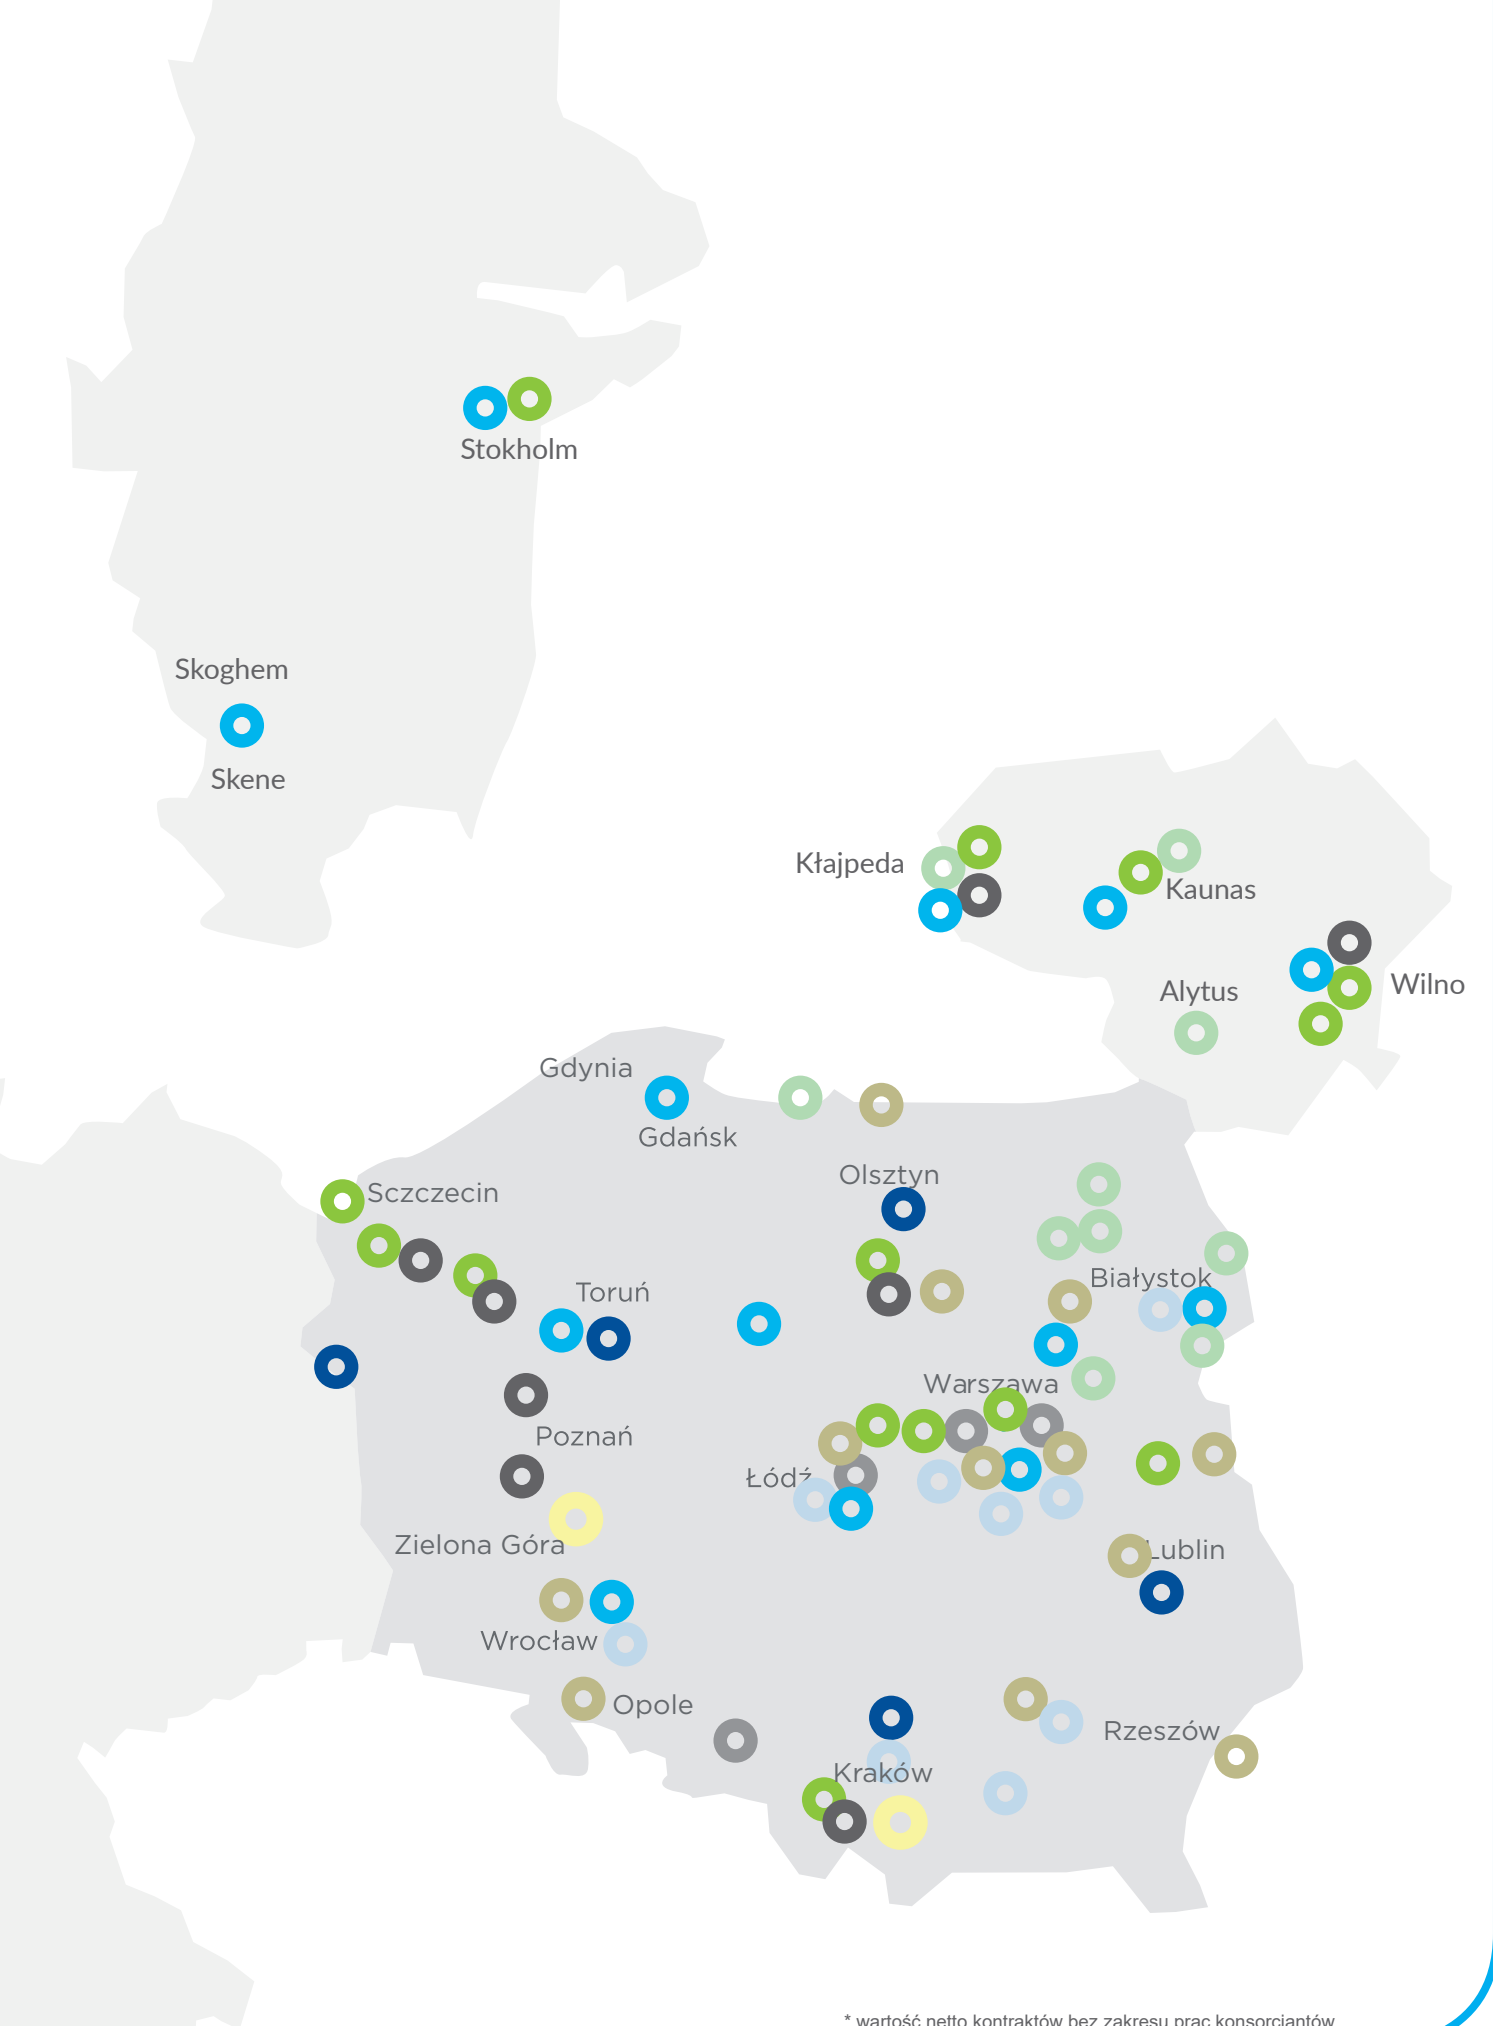 Stokholm
Skoghem
Skene
Kłajpeda
Kaunas
Wilno
Alytus
Gdynia
Gdańsk
Olsztyn
Sczczecin
Białystok
Toruń
Warszawa
Poznań
Łódź
Zielona Góra
Lublin
Wrocław
Opole
Rzeszów
Kraków
* wartość netto kontraktów bez zakresu prac konsorcjantów